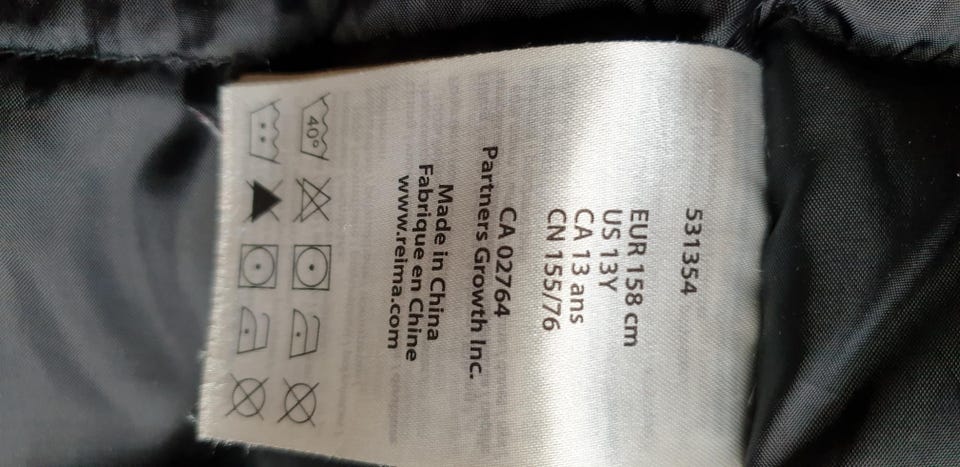 531354
EUR 158 cm
US 13Y
CA 13 ans
CN 155/76
CA 02764
Partners Growth Inc.
Made in China
Fabrique en Chine
www.reima.com
40°